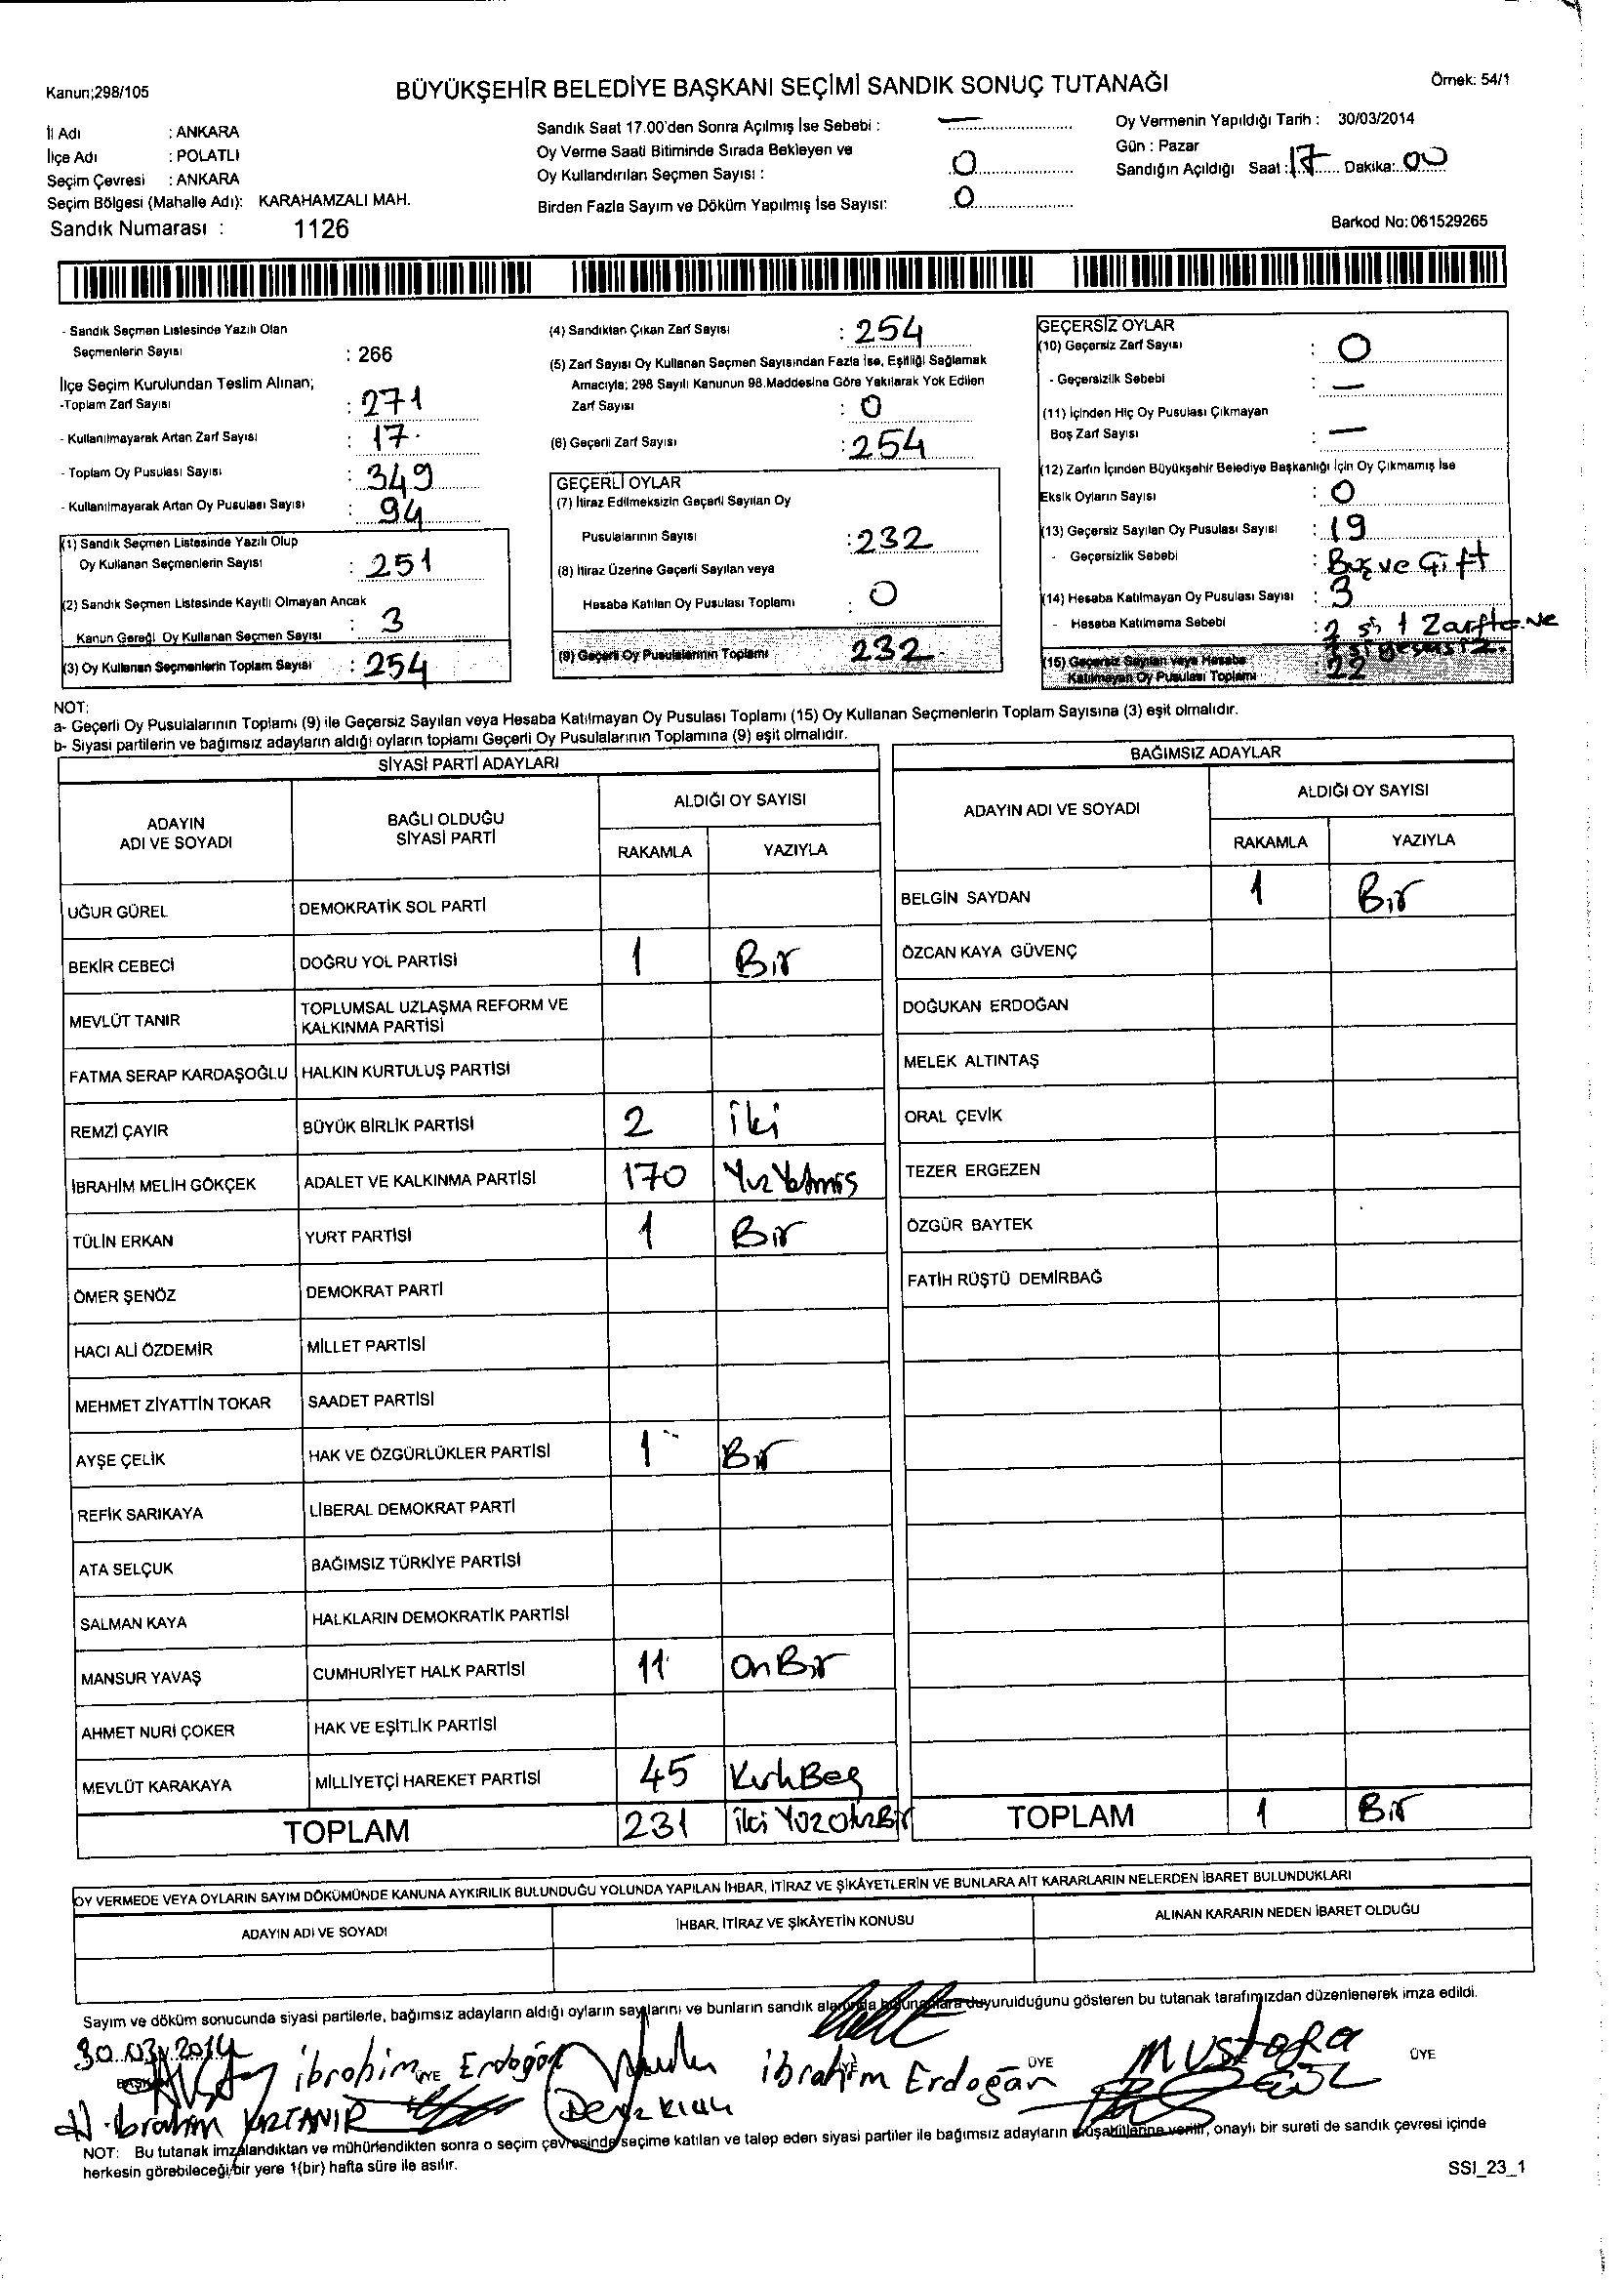 Kanun;298/105
BÜYÜKŞEHİR BELEDİYE BAŞKANI SEÇİMİ SANDIK SONUÇ TUTANAĞI
Örnek: 54/1
İl Adı : ANKARA
İlçe Adı : POLATLI
Seçim Çevresi : ANKARA
Seçim Bölgesi (Mahalle Adı): KARAHAMZALI MAH.
Sandık Numarası : 1126
Sandık Saat 17.00'den Sonra Açılmış İse Sebebi : —
Oy Verme Saati Bitiminde Sırada Bekleyen ve
Oy Kullandırılan Seçmen Sayısı : 0
Birden Fazla Sayım ve Döküm Yapılmış İse Sayısı: 0
Oy Vermenin Yapıldığı Tarih : 30/03/2014
Gün : Pazar
Sandığın Açıldığı Saat : 17 Dakika: 00
Barkod No: 061529265
- Sandık Seçmen Listesinde Yazılı Olan
Seçmenlerin Sayısı : 266
İlçe Seçim Kurulundan Teslim Alınan;
-Toplam Zarf Sayısı : 271
- Kullanılmayarak Artan Zarf Sayısı : 17
- Toplam Oy Pusulası Sayısı : 349
- Kullanılmayarak Artan Oy Pusulası Sayısı : 94
(1) Sandık Seçmen Listesinde Yazılı Olup
Oy Kullanan Seçmenlerin Sayısı : 251
(2) Sandık Seçmen Listesinde Kayıtlı Olmayan Ancak
Kanun Gereği Oy Kullanan Seçmen Sayısı : 3
(3) Oy Kullanan Seçmenlerin Toplam Sayısı : 254
(4) Sandıktan Çıkan Zarf Sayısı : 254
(5) Zarf Sayısı Oy Kullanan Seçmen Sayısından Fazla İse, Eşitliği Sağlamak
Amacıyla; 298 Sayılı Kanunun 98.Maddesine Göre Yakılarak Yok Edilen
Zarf Sayısı : 0
(6) Geçerli Zarf Sayısı : 254
GEÇERLİ OYLAR
(7) İtiraz Edilmeksizin Geçerli Sayılan Oy
Pusulalarının Sayısı : 232
(8) İtiraz Üzerine Geçerli Sayılan veya
Hesaba Katılan Oy Pusulası Toplamı : 0
(9) Geçerli Oy Pusulalarının Toplamı 232
GEÇERSİZ OYLAR
(10) Geçersiz Zarf Sayısı : 0
- Geçersizlik Sebebi : —
(11) İçinden Hiç Oy Pusulası Çıkmayan
Boş Zarf Sayısı : —
(12) Zarfın İçinden Büyükşehir Belediye Başkanlığı İçin Oy Çıkmamış İse
Eksik Oyların Sayısı : 0
(13) Geçersiz Sayılan Oy Pusulası Sayısı : 19
- Geçersizlik Sebebi : Boş ve Çift
(14) Hesaba Katılmayan Oy Pusulası Sayısı : 3
- Hesaba Katılmama Sebebi : 2 si 1 Zarfta ve
(15) Geçersiz Sayılan veya Hesaba
Katılmayan Oy Pusulası Toplamı 22
NOT:
a- Geçerli Oy Pusulalarının Toplamı (9) ile Geçersiz Sayılan veya Hesaba Katılmayan Oy Pusulası Toplamı (15) Oy Kullanan Seçmenlerin Toplam Sayısına (3) eşit olmalıdır.
b- Siyasi partilerin ve bağımsız adayların aldığı oyların toplamı Geçerli Oy Pusulalarının Toplamına (9) eşit olmalıdır.
SİYASİ PARTİ ADAYLARI
ADAYIN ADI VE SOYADI BAĞLI OLDUĞU SİYASİ PARTİ ALDIĞI OY SAYISI
RAKAMLA YAZIYLA
UĞUR GÜREL DEMOKRATİK SOL PARTİ
BEKİR CEBECİ DOĞRU YOL PARTİSİ 1 Bir
MEVLÜT TANIR TOPLUMSAL UZLAŞMA REFORM VE KALKINMA PARTİSİ
FATMA SERAP KARDAŞOĞLU HALKIN KURTULUŞ PARTİSİ
REMZİ ÇAYIR BÜYÜK BİRLİK PARTİSİ 2 iki
İBRAHİM MELİH GÖKÇEK ADALET VE KALKINMA PARTİSİ 170 Yüz Yetmiş
TÜLİN ERKAN YURT PARTİSİ 1 Bir
ÖMER ŞENÖZ DEMOKRAT PARTİ
HACI ALİ ÖZDEMİR MİLLET PARTİSİ
MEHMET ZİYATTİN TOKAR SAADET PARTİSİ
AYŞE ÇELİK HAK VE ÖZGÜRLÜKLER PARTİSİ 1 Bir
REFİK SARIKAYA LİBERAL DEMOKRAT PARTİ
ATA SELÇUK BAĞIMSIZ TÜRKİYE PARTİSİ
SALMAN KAYA HALKLARIN DEMOKRATİK PARTİSİ
MANSUR YAVAŞ CUMHURİYET HALK PARTİSİ 11 On Bir
AHMET NURİ ÇOKER HAK VE EŞİTLİK PARTİSİ
MEVLÜT KARAKAYA MİLLİYETÇİ HAREKET PARTİSİ 45 Kırk Beş
TOPLAM 231 iki Yüz Otuz Bir
BAĞIMSIZ ADAYLAR
ADAYIN ADI VE SOYADI ALDIĞI OY SAYISI
RAKAMLA YAZIYLA
BELGİN SAYDAN 1 Bir
ÖZCAN KAYA GÜVENÇ
DOĞUKAN ERDOĞAN
MELEK ALTINTAŞ
ORAL ÇEVİK
TEZER ERGEZEN
ÖZGÜR BAYTEK
FATİH RÜŞTÜ DEMİRBAĞ
TOPLAM 1 Bir
OY VERMEDE VEYA OYLARIN SAYIM DÖKÜMÜNDE KANUNA AYKIRILIK BULUNDUĞU YOLUNDA YAPILAN İHBAR, İTİRAZ VE ŞİKÂYETLERİN VE BUNLARA AİT KARARLARIN NELERDEN İBARET BULUNDUKLARI
ADAYIN ADI VE SOYADI İHBAR, İTİRAZ VE ŞİKÂYETİN KONUSU ALINAN KARARIN NEDEN İBARET OLDUĞU
Sayım ve döküm sonucunda siyasi partilerle, bağımsız adayların aldığı oyların sayılarını ve bunların sandık alanında bulunanlara duyurulduğunu gösteren bu tutanak tarafımızdan düzenlenerek imza edildi.
30.03.2014
ibrahim Erdoğan ibrahim Erdoğan Mustafa
ÜYE ÜYE ÜYE
H. ibrahim
NOT: Bu tutanak imzalandıktan ve mühürlendikten sonra o seçim çevresinde seçime katılan ve talep eden siyasi partiler ile bağımsız adayların müşahitlerine verilir, onaylı bir sureti de sandık çevresi içinde
herkesin görebileceği bir yere 1(bir) hafta süre ile asılır.
SSI_23_1